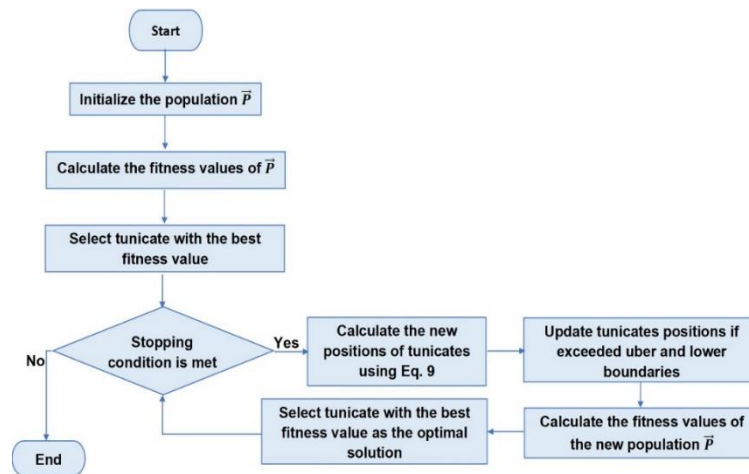 Start
Initialize the population P⃗
Calculate the fitness values of P⃗
Select tunicate with the best
fitness value
Stopping
condition is met
No
Yes
Calculate the new
positions of tunicates
using Eq. 9
Update tunicates positions if
exceeded uber and lower
boundaries
Calculate the fitness values of
the new population P⃗
Select tunicate with the best
fitness value as the optimal
solution
End